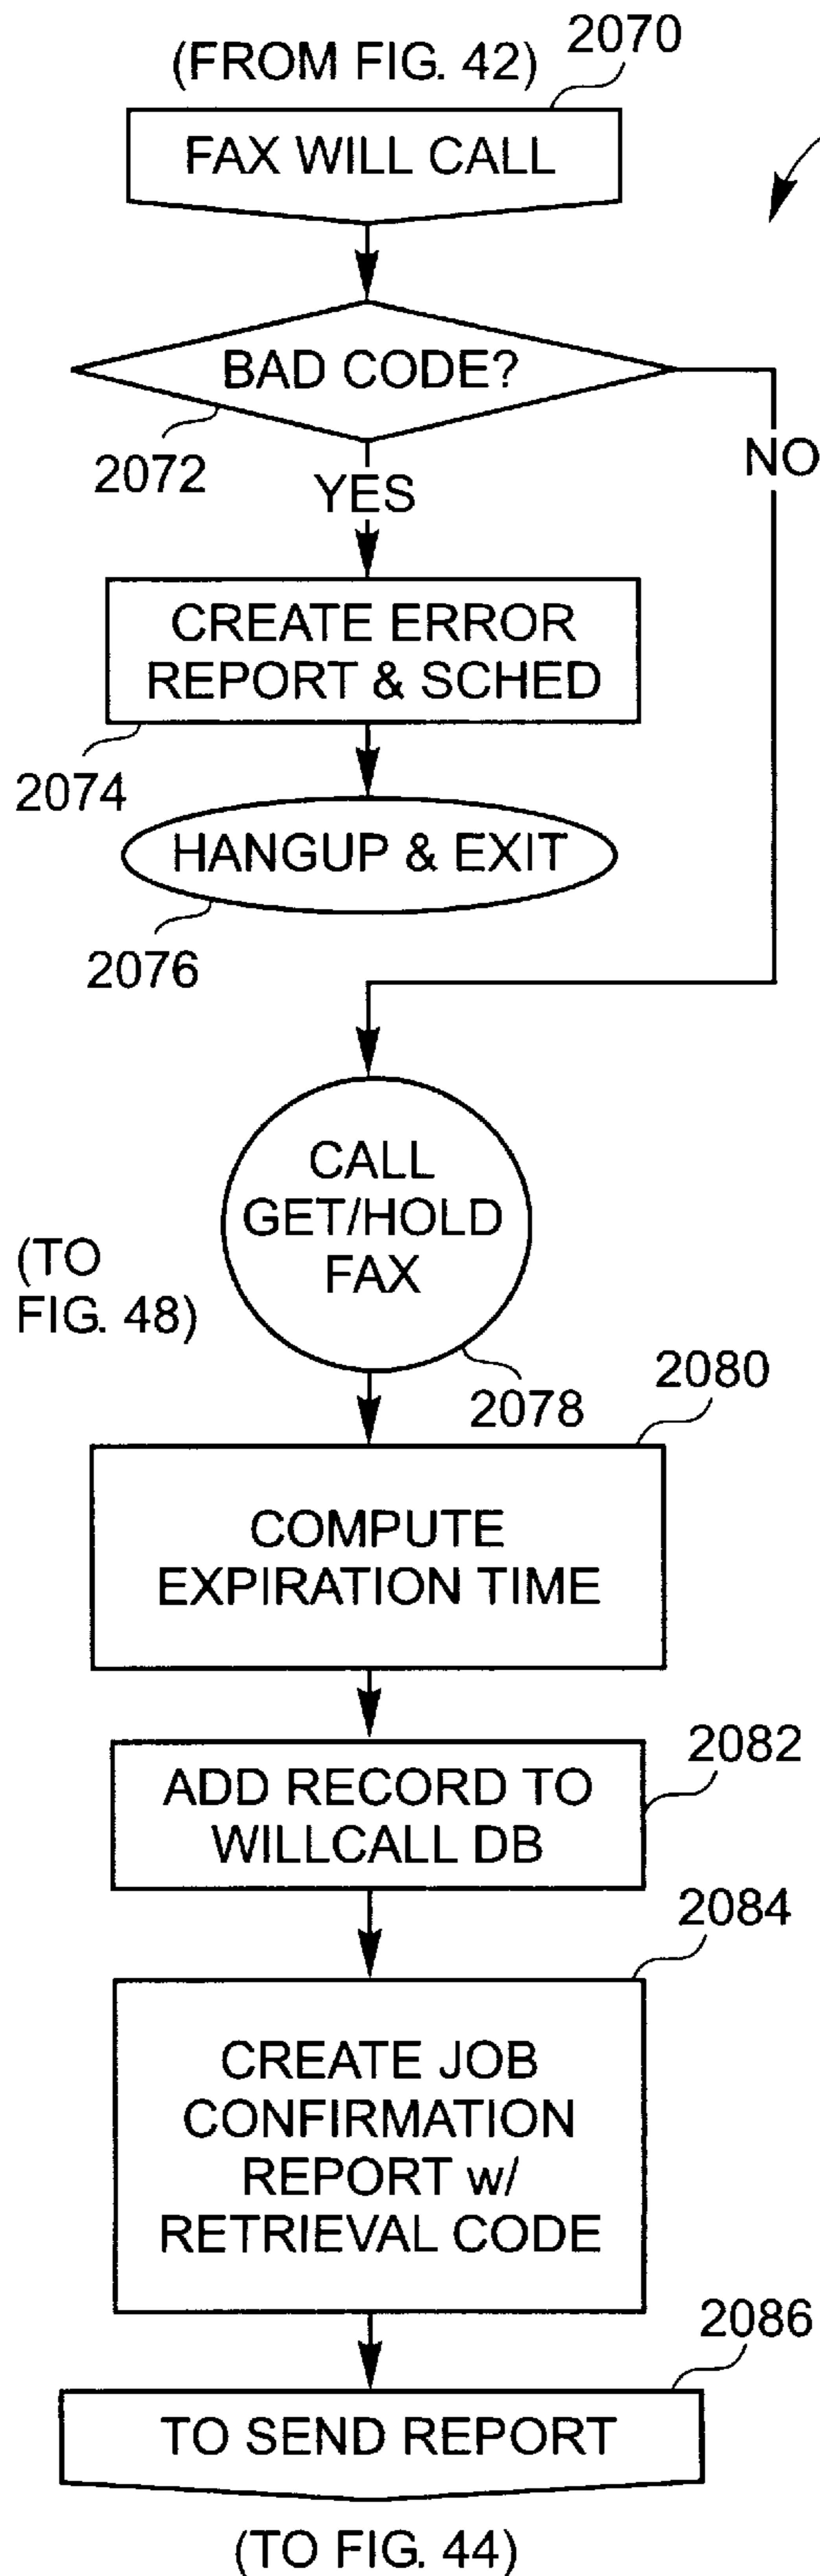 2070
(FROM FIG. 42)
FAX WILL CALL
BAD CODE?
2072
NO
YES
CREATE ERROR
REPORT & SCHED
2074
HANGUP & EXIT
2076
CALL
GET/HOLD
FAX
(TO
FIG. 48)
2078
2080
COMPUTE
EXPIRATION TIME
2082
ADD RECORD TO
WILLCALL DB
2084
CREATE JOB
CONFIRMATION
REPORT w/
RETRIEVAL CODE
2086
TO SEND REPORT
(TO FIG. 44)